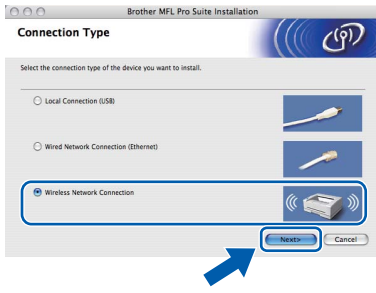 Brother MFL Pro Suite Installation
Connection Type
Select the connection type of the device you want to install.
Local Connection (USB)
Wired Network Connection (Ethernet)
Wireless Network Connection
Next>
Cancel